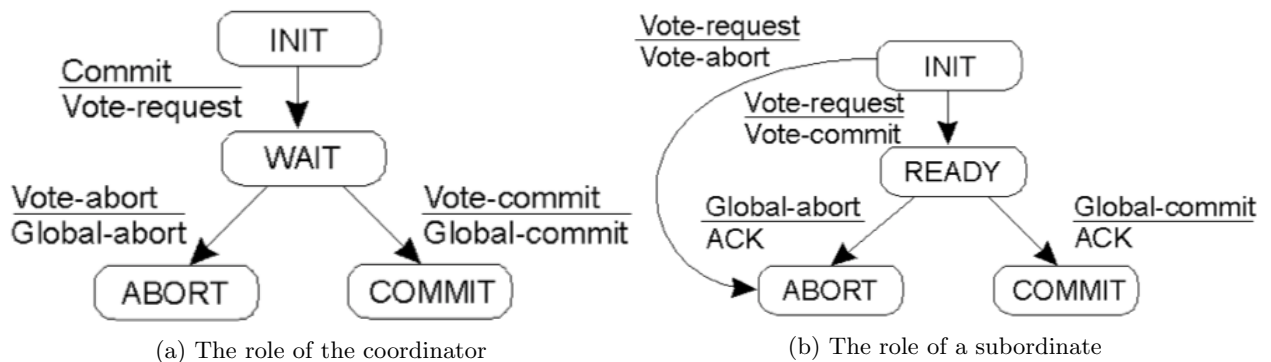 INIT
Commit
Vote-request
WAIT
Vote-abort
Global-abort
Vote-commit
Global-commit
ABORT
COMMIT
(a) The role of the coordinator
Vote-request
Vote-abort
INIT
Vote-request
Vote-commit
READY
Global-abort
ACK
Global-commit
ACK
ABORT
COMMIT
(b) The role of a subordinate